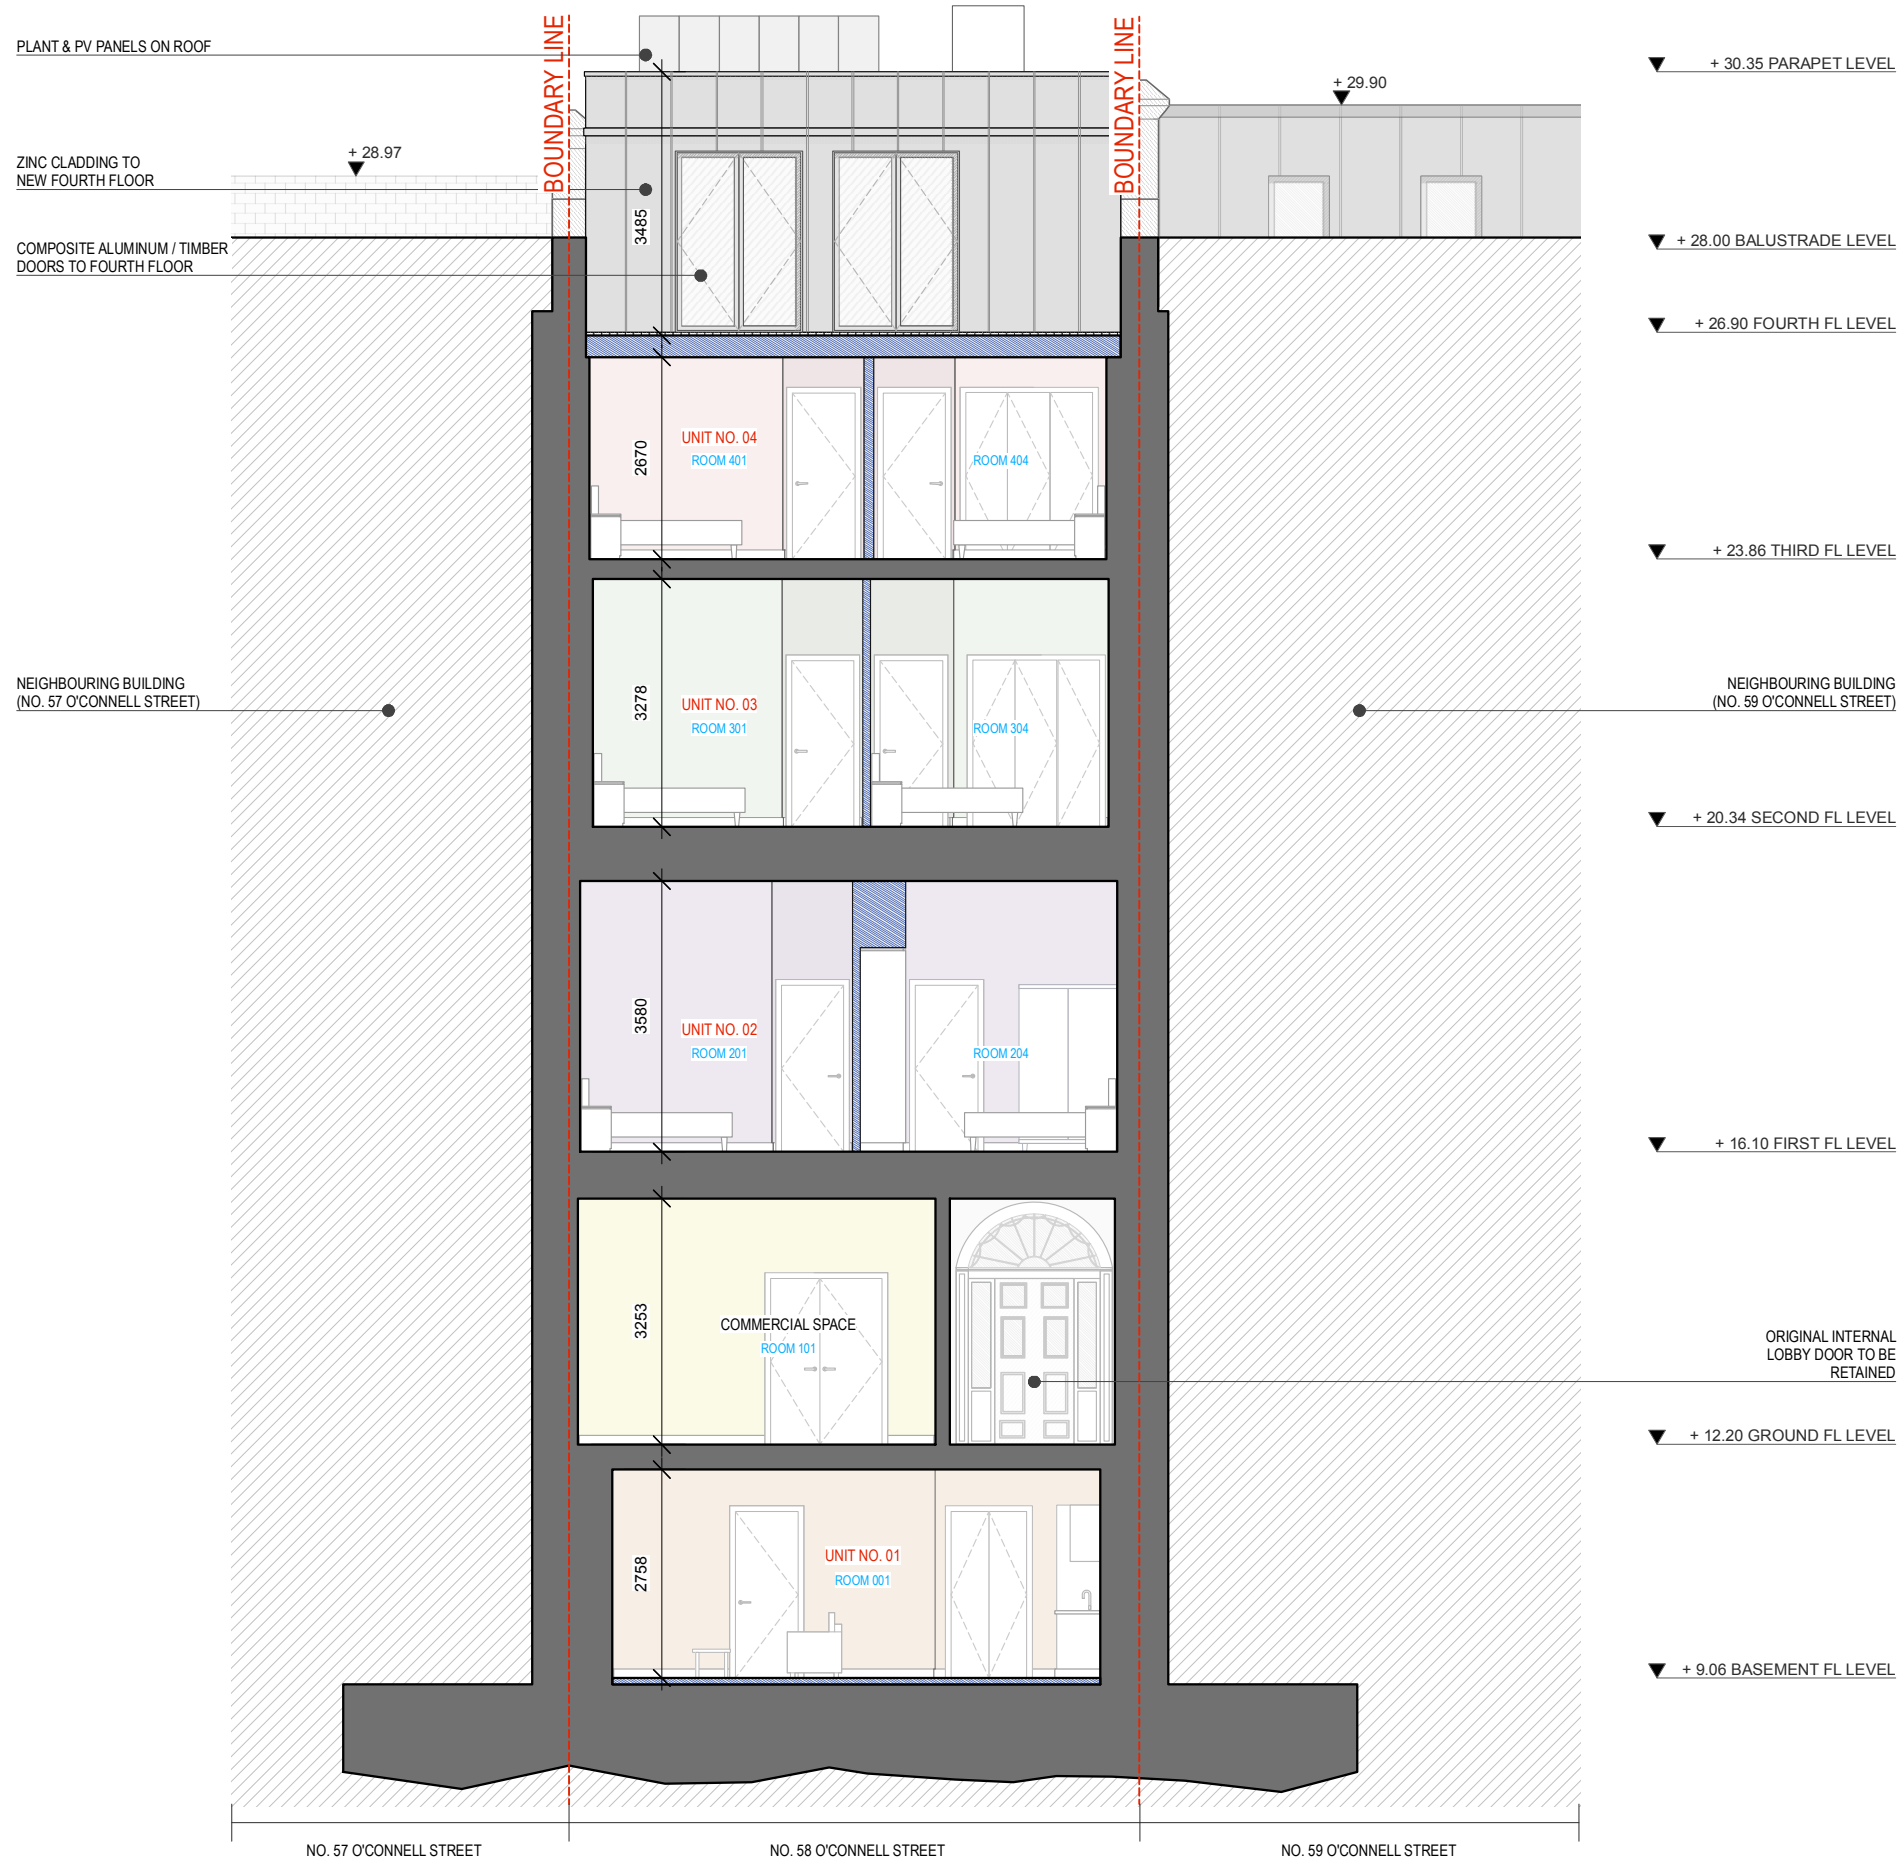 PLANT & PV PANELS ON ROOF
BOUNDARY LINE
BOUNDARY LINE
+ 30.35 PARAPET LEVEL
+ 29.90
+ 28.97
ZINC CLADDING TO
NEW FOURTH FLOOR
3485
COMPOSITE ALUMINUM / TIMBER
DOORS TO FOURTH FLOOR
+ 28.00 BALUSTRADE LEVEL
+ 26.90 FOURTH FL LEVEL
2670
UNIT NO. 04
ROOM 401
ROOM 404
+ 23.86 THIRD FL LEVEL
NEIGHBOURING BUILDING
(NO. 57 O'CONNELL STREET)
3278
UNIT NO. 03
ROOM 301
ROOM 304
NEIGHBOURING BUILDING
(NO. 59 O'CONNELL STREET)
+ 20.34 SECOND FL LEVEL
3580
UNIT NO. 02
ROOM 201
ROOM 204
+ 16.10 FIRST FL LEVEL
3253
COMMERCIAL SPACE
ROOM 101
ORIGINAL INTERNAL
LOBBY DOOR TO BE
RETAINED
+ 12.20 GROUND FL LEVEL
2758
UNIT NO. 01
ROOM 001
+ 9.06 BASEMENT FL LEVEL
NO. 57 O'CONNELL STREET
NO. 58 O'CONNELL STREET
NO. 59 O'CONNELL STREET